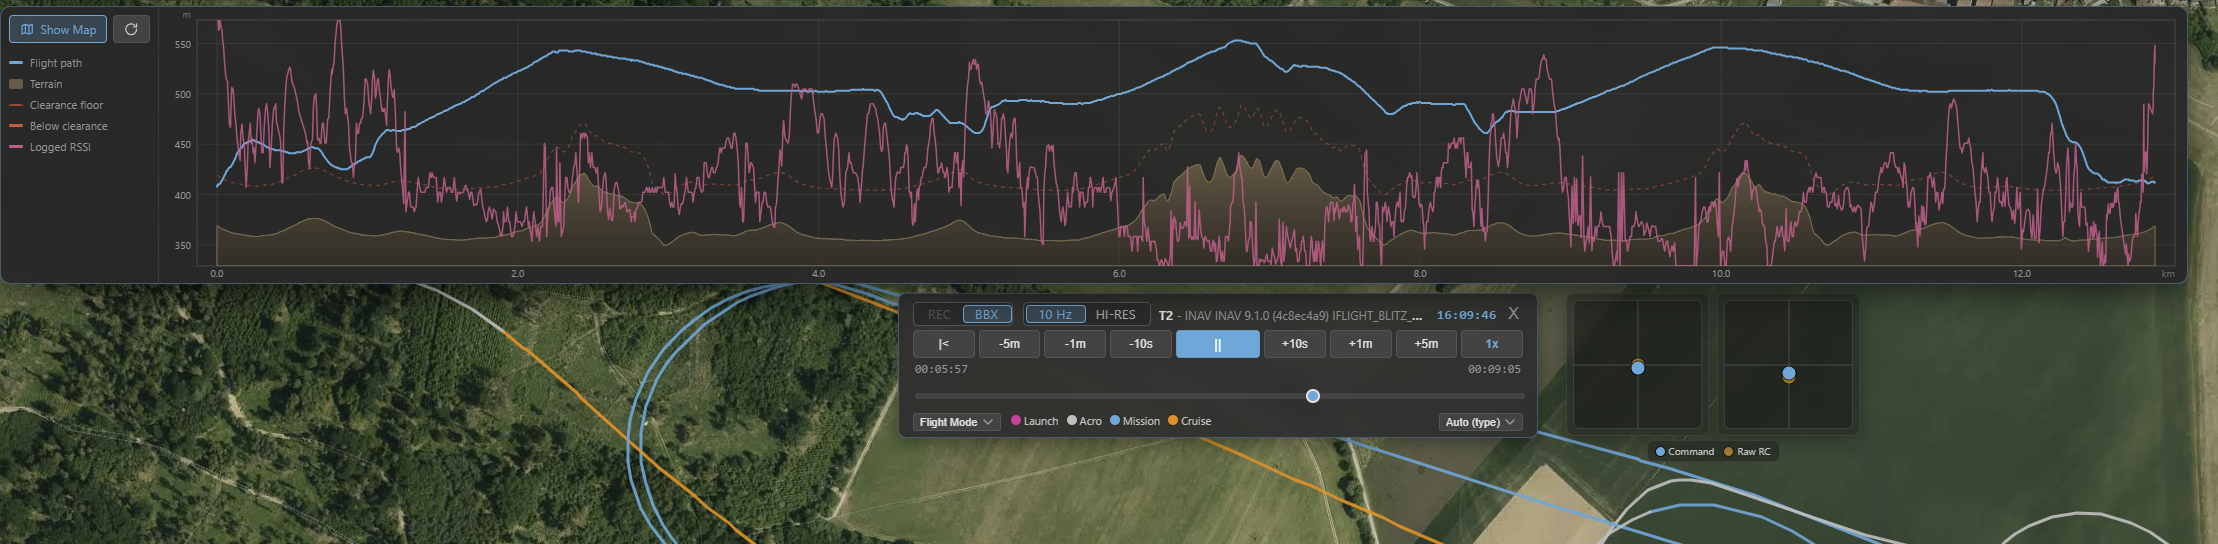 Show Map
Flight path
Terrain
Clearance floor
Below clearance
Logged RSSI
m
550
500
450
400
350
0.0 2.0 4.0 6.0 8.0 10.0 12.0 km
REC BBX 10 Hz HI-RES T2 - INAV INAV 9.1.0 (4c8ec4a9) IFLIGHT_BLITZ_... 16:09:46 X
|< -5m -1m -10s || +10s +1m +5m 1x
00:05:57 00:09:05
Flight Mode Launch Acro Mission Cruise Auto (type)
Command Raw RC